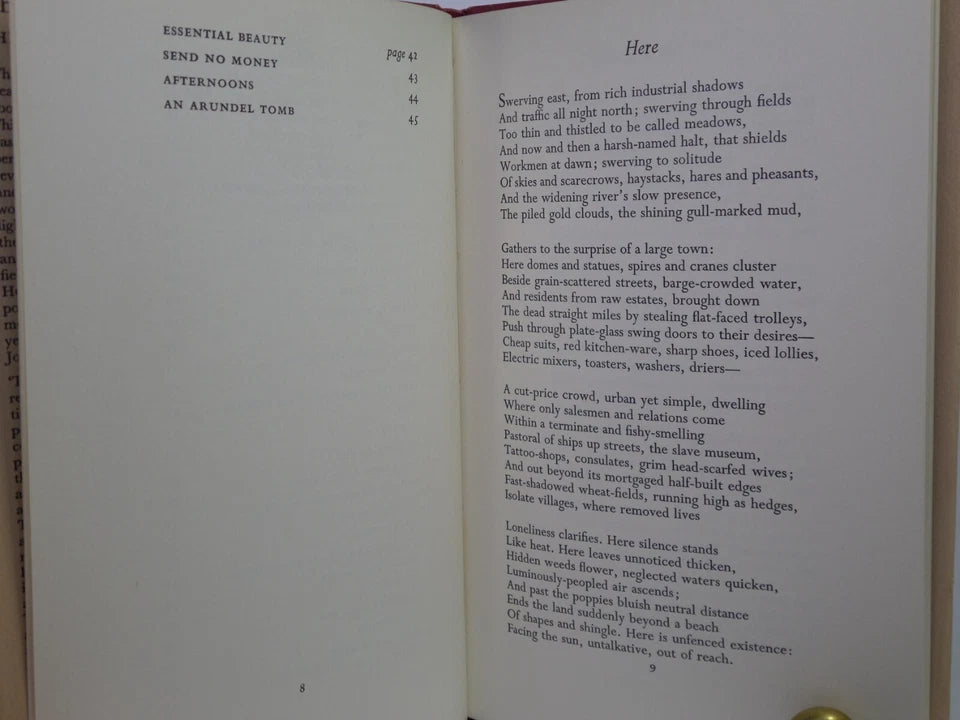 ESSENTIAL BEAUTY page 42
SEND NO MONEY 43
AFTERNOONS 44
AN ARUNDEL TOMB 45
8
Here
Swerving east, from rich industrial shadows
And traffic all night north; swerving through fields
Too thin and thistled to be called meadows,
And now and then a harsh-named halt, that shields
Workmen at dawn; swerving to solitude
Of skies and scarecrows, haystacks, hares and pheasants,
And the widening river's slow presence,
The piled gold clouds, the shining gull-marked mud,
Gathers to the surprise of a large town:
Here domes and statues, spires and cranes cluster
Beside grain-scattered streets, barge-crowded water,
And residents from raw estates, brought down
The dead straight miles by stealing flat-faced trolleys,
Push through plate-glass swing doors to their desires—
Cheap suits, red kitchen-ware, sharp shoes, iced lollies,
Electric mixers, toasters, washers, driers—
A cut-price crowd, urban yet simple, dwelling
Where only salesmen and relations come
Within a terminate and fishy-smelling
Pastoral of ships up streets, the slave museum,
Tattoo-shops, consulates, grim head-scarfed wives;
And out beyond its mortgaged half-built edges
Fast-shadowed wheat-fields, running high as hedges,
Isolate villages, where removed lives
Loneliness clarifies. Here silence stands
Like heat. Here leaves unnoticed thicken,
Hidden weeds flower, neglected waters quicken,
Luminously-peopled air ascends;
And past the poppies bluish neutral distance
Ends the land suddenly beyond a beach
Of shapes and shingle. Here is unfenced existence:
Facing the sun, untalkative, out of reach.
9